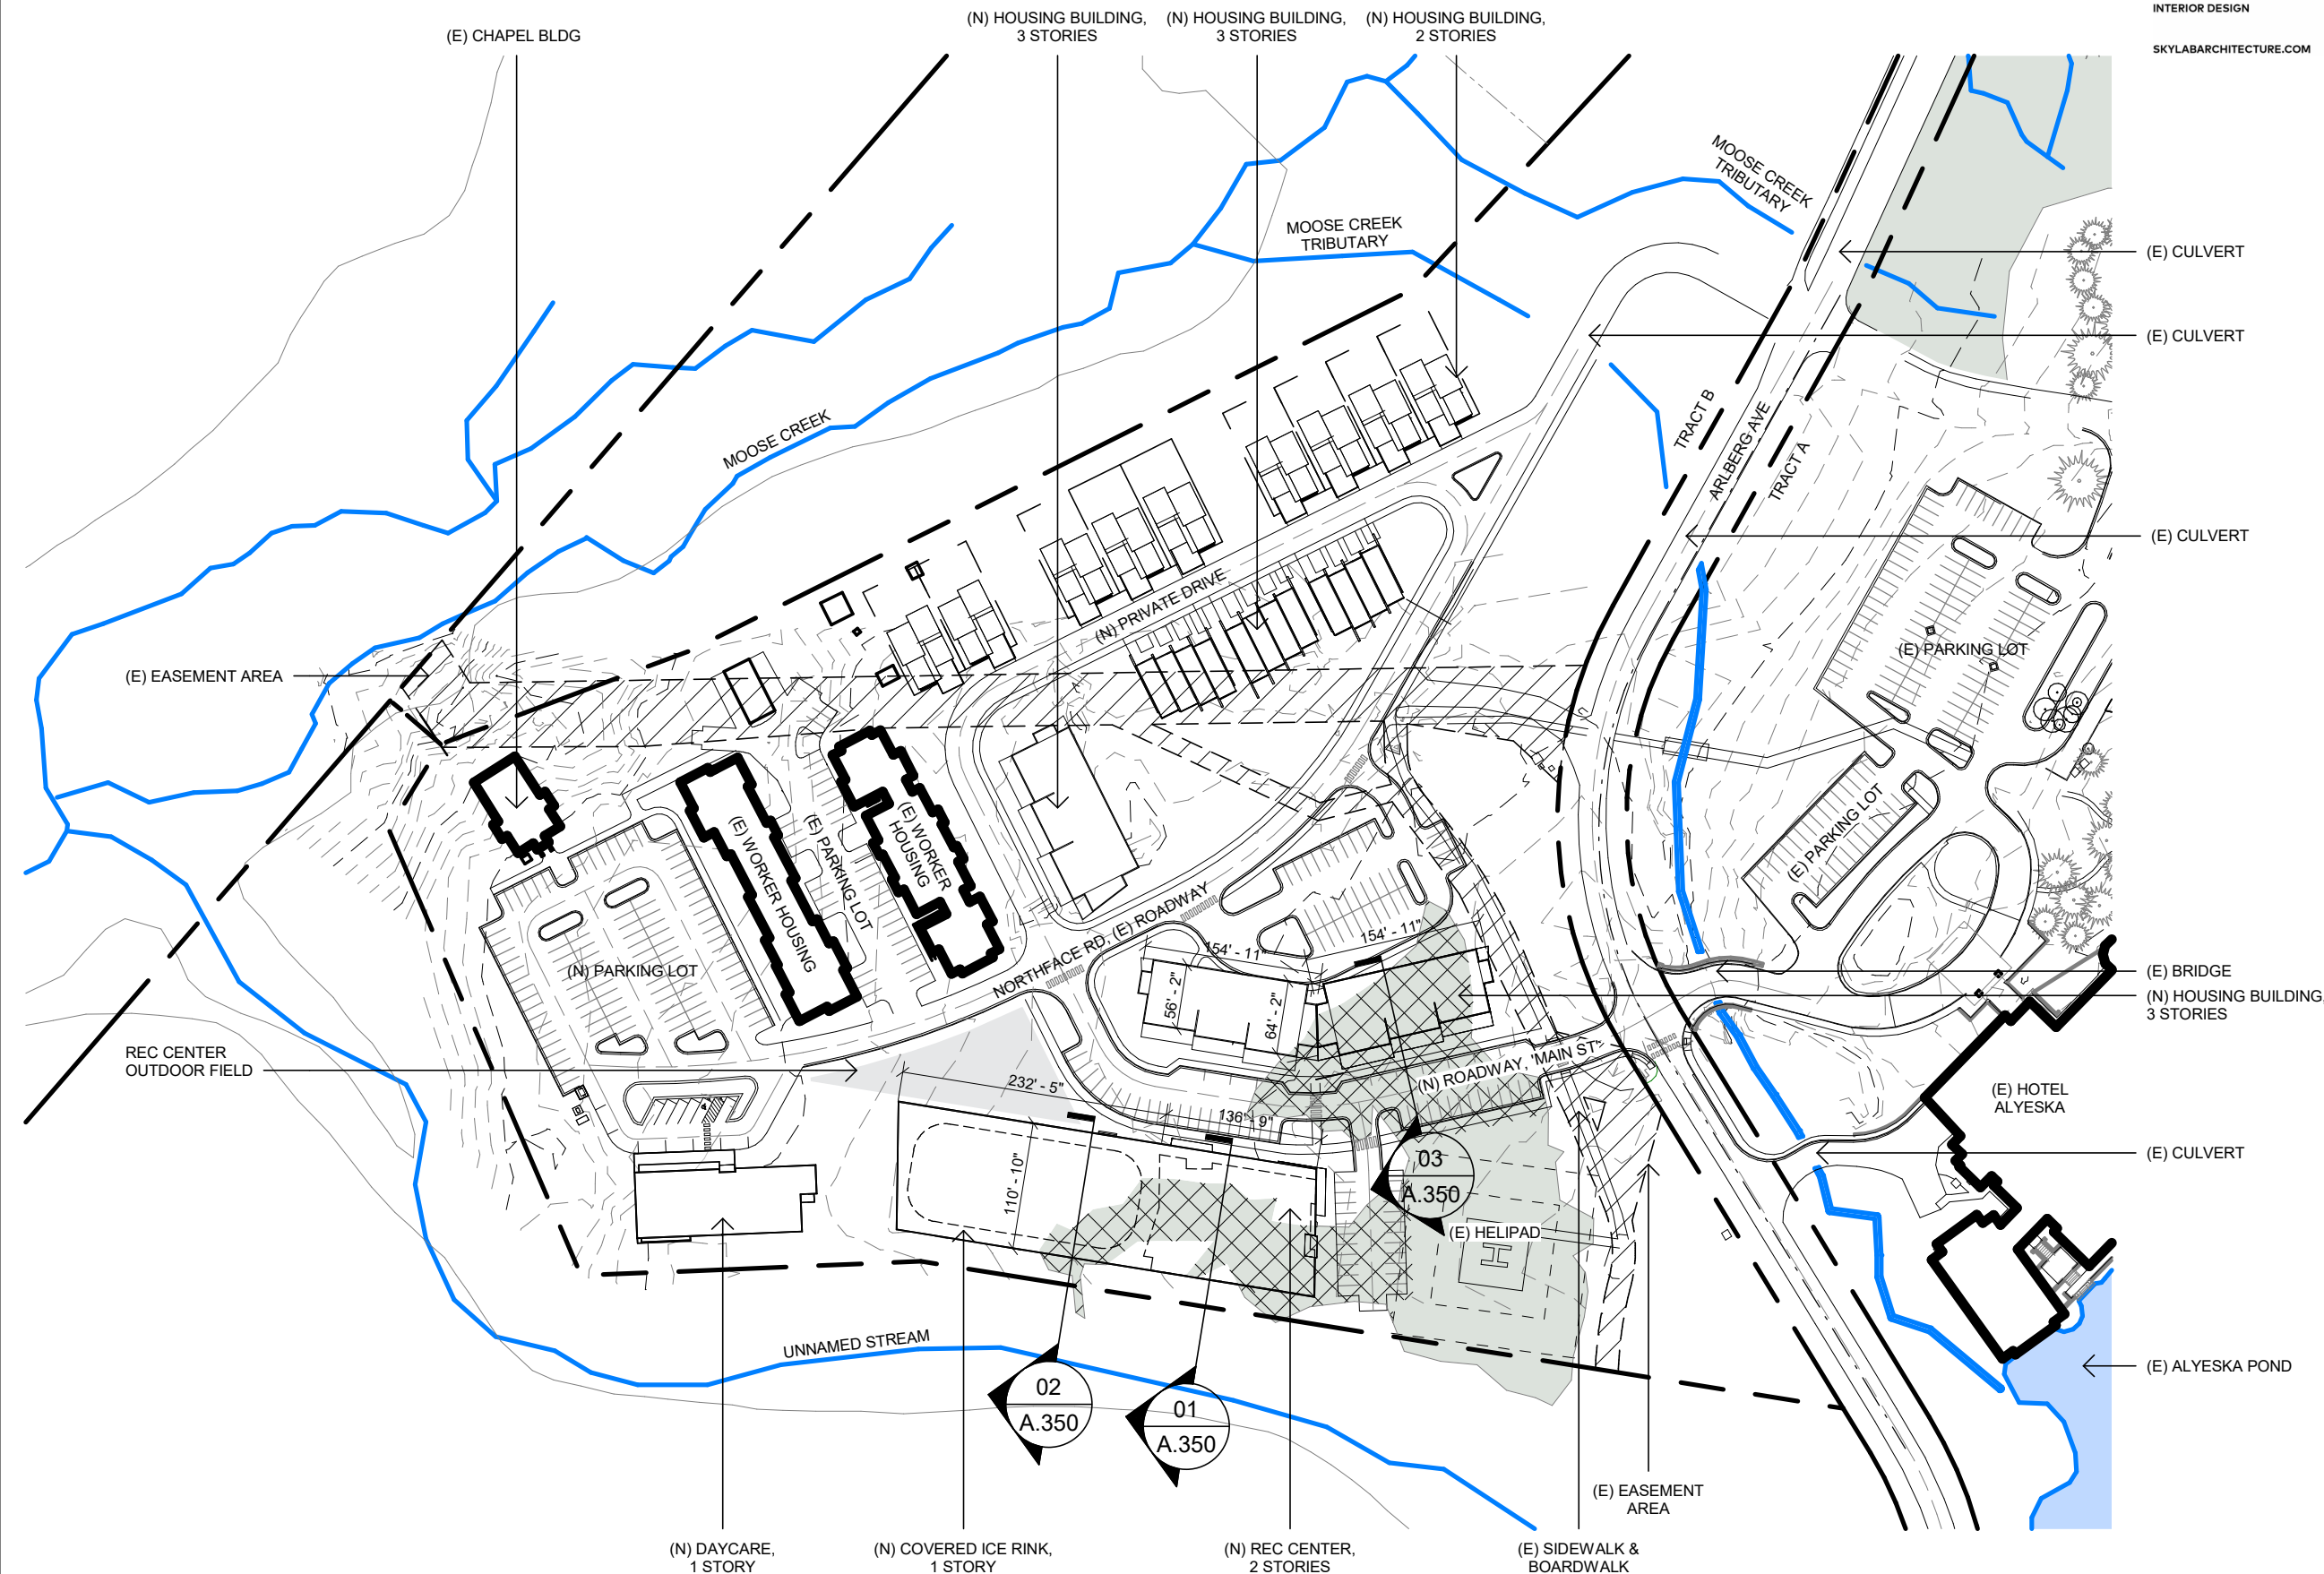 INTERIOR DESIGN
SKYLABARCHITECTURE.COM
(E) CHAPEL BLDG
(N) HOUSING BUILDING,
3 STORIES
(N) HOUSING BUILDING,
3 STORIES
(N) HOUSING BUILDING,
2 STORIES
MOOSE CREEK
TRIBUTARY
MOOSE CREEK
TRIBUTARY
(E) CULVERT
(E) CULVERT
MOOSE CREEK
TRACT B
ARLBERG AVE
TRACT A
(E) CULVERT
(N) PRIVATE DRIVE
(E) PARKING LOT
(E) EASEMENT AREA
(E) WORKER HOUSING
(E) PARKING LOT
(E) WORKER
HOUSING
(E) PARKING LOT
NORTHFACE RD, (E) ROADWAY
154' - 11"
154' - 11"
56' - 2"
64' - 2"
(N) PARKING LOT
(E) BRIDGE
(N) HOUSING BUILDING,
3 STORIES
REC CENTER
OUTDOOR FIELD
(N) ROADWAY, 'MAIN ST'
232' - 5"
136' - 9"
110' - 10"
(E) HOTEL
ALYESKA
(E) CULVERT
03
A.350
(E) HELIPAD
H
UNNAMED STREAM
02
A.350
01
A.350
(E) ALYESKA POND
(E) EASEMENT
AREA
(N) DAYCARE,
1 STORY
(N) COVERED ICE RINK,
1 STORY
(N) REC CENTER,
2 STORIES
(E) SIDEWALK &
BOARDWALK